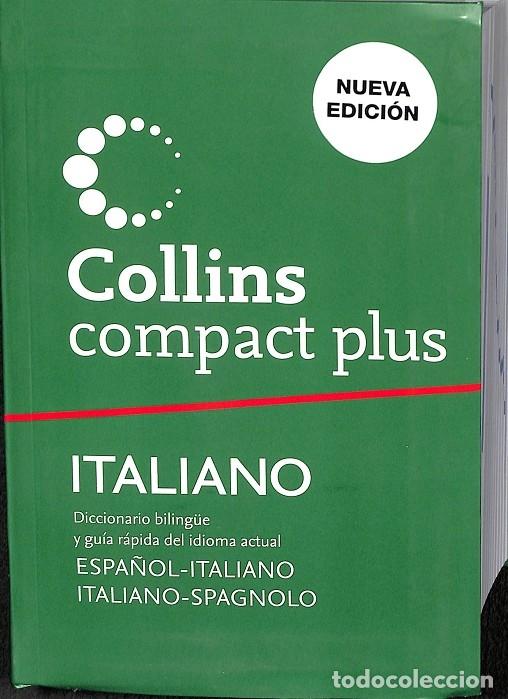 NUEVA
EDICIÓN
Collins
compact plus
ITALIANO
Diccionario bilingüe
y guía rápida del idioma actual
ESPAÑOL-ITALIANO
ITALIANO-SPAGNOLO
todocoleccion